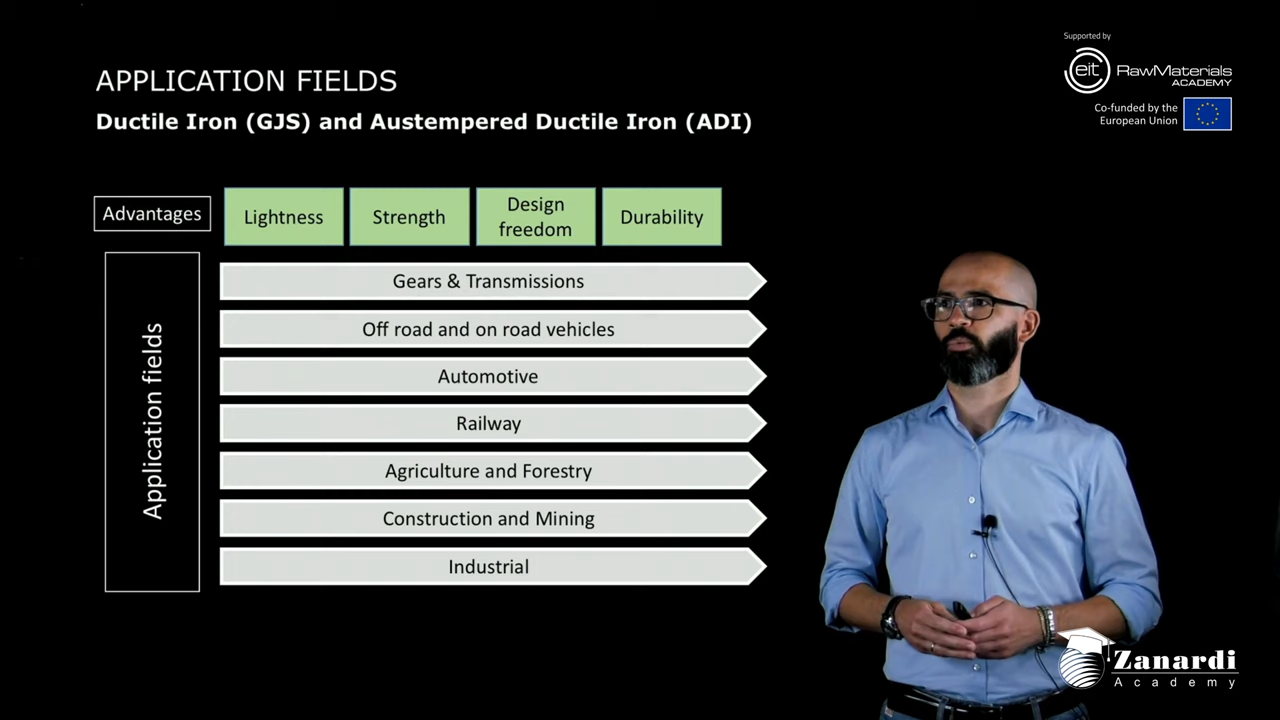 Supported by
eit RawMaterials
ACADEMY
Co-funded by the
European Union
APPLICATION FIELDS
Ductile Iron (GJS) and Austempered Ductile Iron (ADI)
Advantages
Lightness
Strength
Design
freedom
Durability
Application fields
Gears & Transmissions
Off road and on road vehicles
Automotive
Railway
Agriculture and Forestry
Construction and Mining
Industrial
Zanardi
Academy